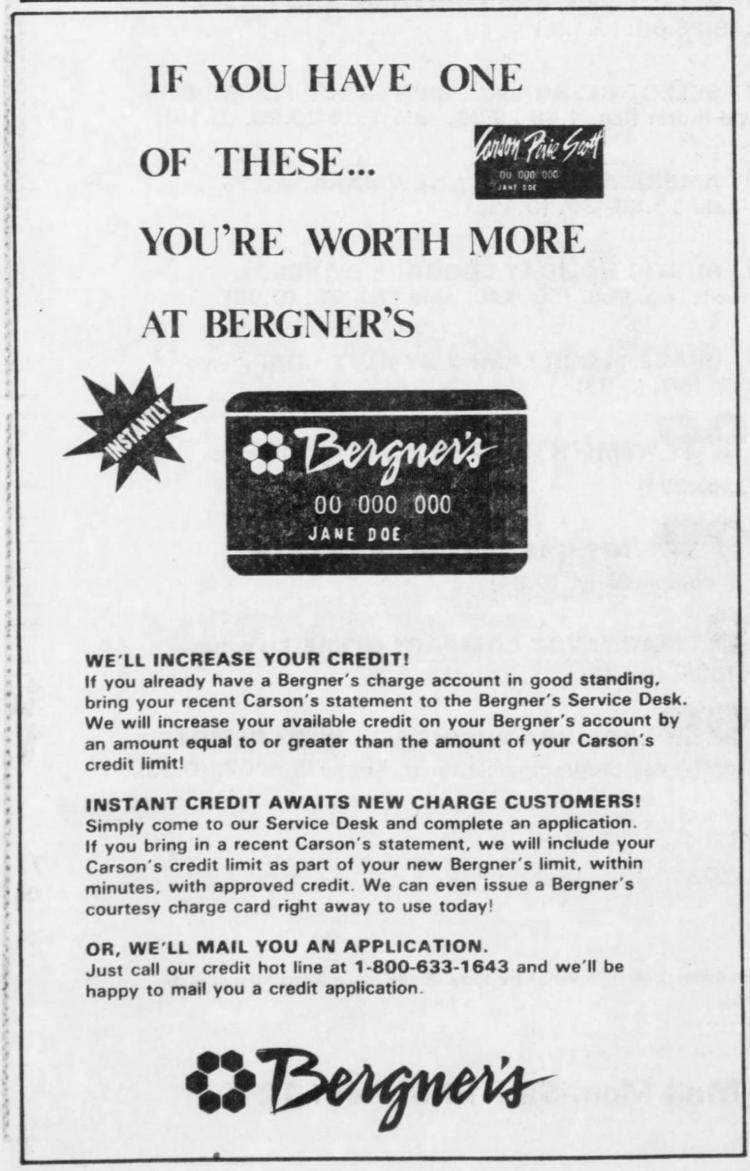 IF YOU HAVE ONE
OF THESE...
Carson Pirie Scott
00 000 000
JANE DOE
YOU'RE WORTH MORE
AT BERGNER'S
INSTANTLY
Bergner's
00 000 000
JANE DOE
WE'LL INCREASE YOUR CREDIT!
If you already have a Bergner's charge account in good standing,
bring your recent Carson's statement to the Bergner's Service Desk.
We will increase your available credit on your Bergner's account by
an amount equal to or greater than the amount of your Carson's
credit limit!
INSTANT CREDIT AWAITS NEW CHARGE CUSTOMERS!
Simply come to our Service Desk and complete an application.
If you bring in a recent Carson's statement, we will include your
Carson's credit limit as part of your new Bergner's limit, within
minutes, with approved credit. We can even issue a Bergner's
courtesy charge card right away to use today!
OR, WE'LL MAIL YOU AN APPLICATION.
Just call our credit hot line at 1-800-633-1643 and we'll be
happy to mail you a credit application.
Bergner's